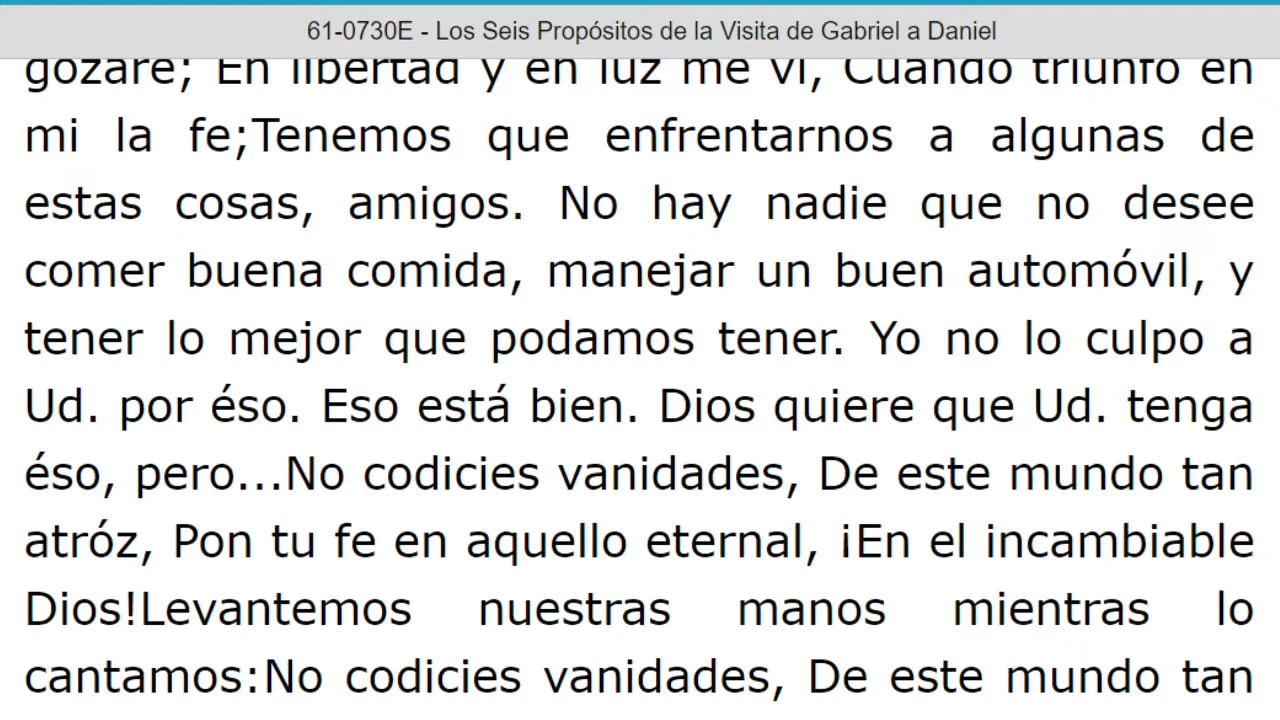 61-0730E - Los Seis Propósitos de la Visita de Gabriel a Daniel
gozaré; En libertad y en luz me vi, Cuando triunfó en
mi la fe;Tenemos que enfrentarnos a algunas de
estas cosas, amigos. No hay nadie que no desee
comer buena comida, manejar un buen automóvil, y
tener lo mejor que podamos tener. Yo no lo culpo a
Ud. por éso. Eso está bien. Dios quiere que Ud. tenga
éso, pero...No codicies vanidades, De este mundo tan
atróz, Pon tu fe en aquello eternal, ¡En el incambiable
Dios!Levantemos nuestras manos mientras lo
cantamos:No codicies vanidades, De este mundo tan